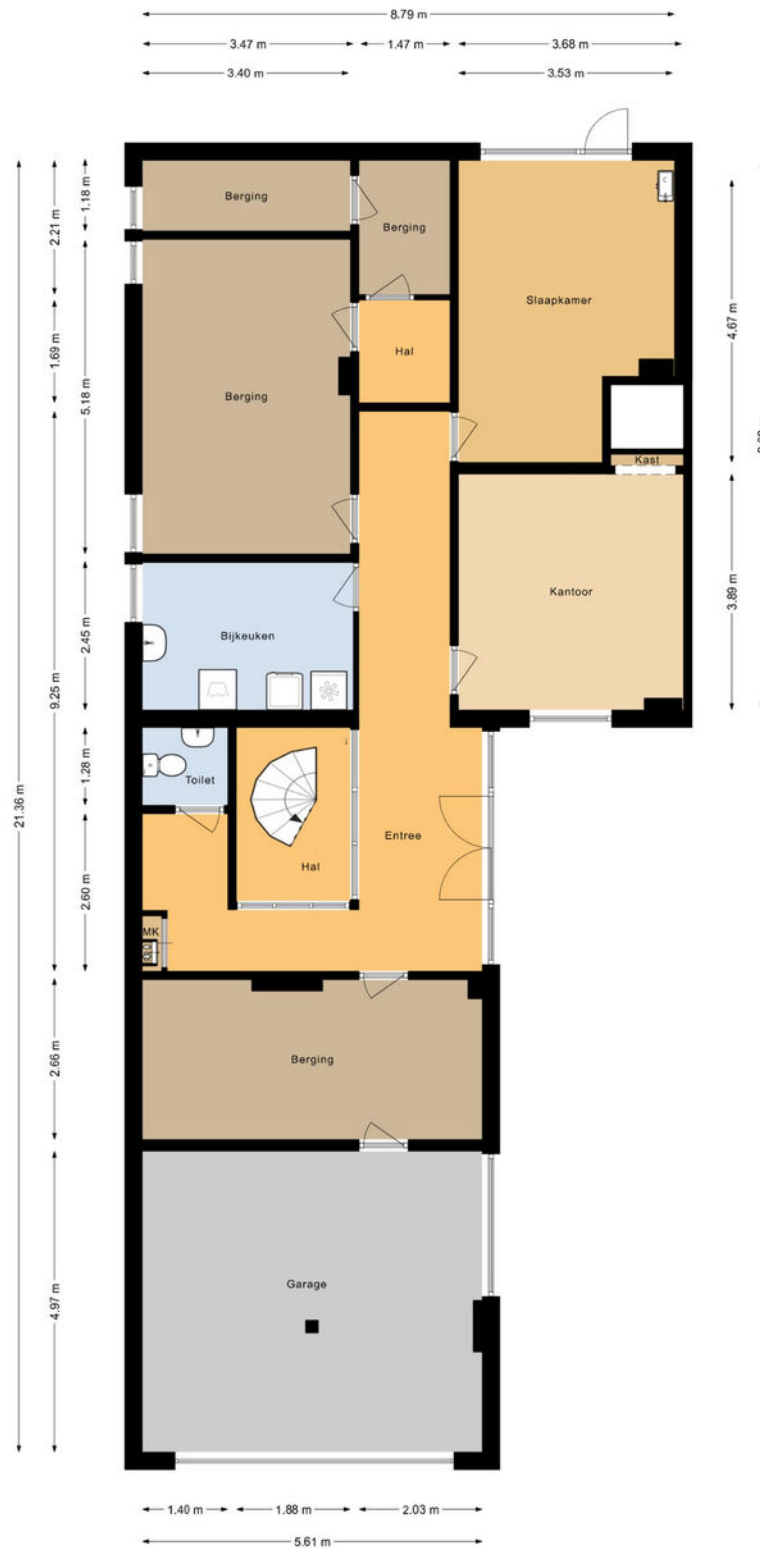 8.79 m
3.47 m
1.47 m
3.68 m
3.40 m
3.53 m
2.21 m
1.18 m
Berging
Berging
Slaapkamer
1.69 m
5.18 m
Hal
4.67 m
Berging
Kast
Kantoor
3.89 m
9.25 m
2.45 m
Bijkeuken
21.36 m
1.28 m
Toilet
Entree
Hal
2.60 m
MK
2.66 m
Berging
Garage
4.97 m
1.40 m
1.88 m
2.03 m
5.61 m